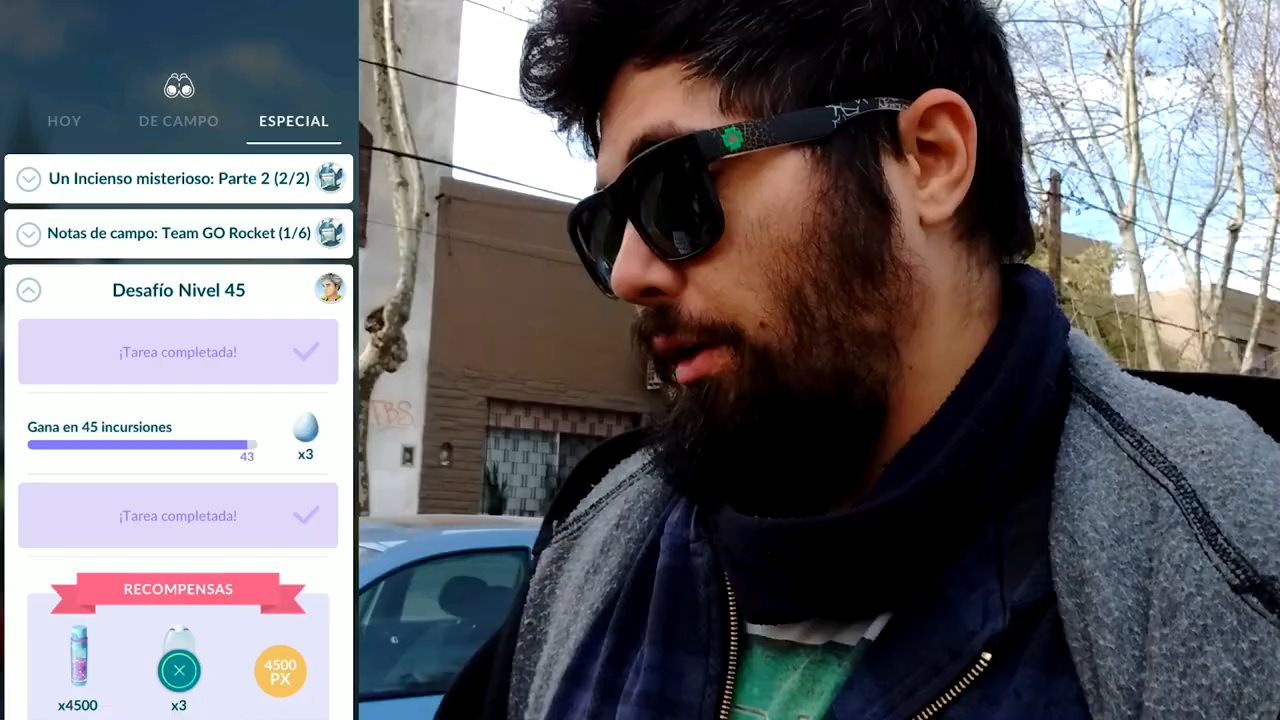 HOY
DE CAMPO
ESPECIAL
Un Incienso misterioso: Parte 2 (2/2)
Notas de campo: Team GO Rocket (1/6)
Desafío Nivel 45
¡Tarea completada!
Gana en 45 incursiones
43
x3
¡Tarea completada!
RECOMPENSAS
4500
PX
x4500
x3
TBS